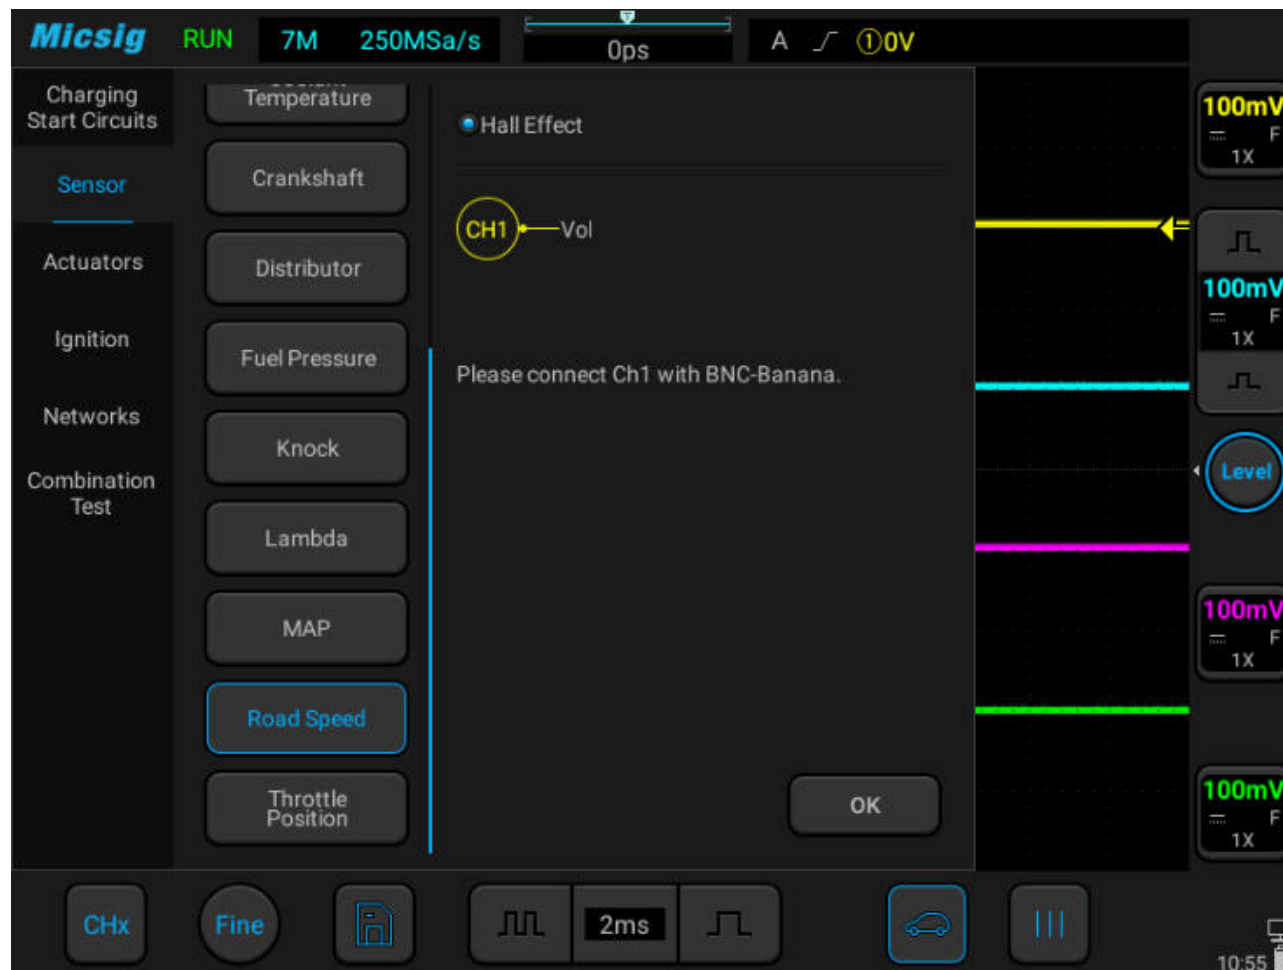 Micsig RUN 7M 250MSa/s T 0ps A ①0V
Charging
Start Circuits
Sensor
Actuators
Ignition
Networks
Combination
Test
Temperature
Crankshaft
Distributor
Fuel Pressure
Knock
Lambda
MAP
Road Speed
Throttle
Position
Hall Effect
CH1 Vol
Please connect Ch1 with BNC-Banana.
OK
100mV
F
1X
100mV
F
1X
Level
100mV
F
1X
100mV
F
1X
CHx Fine 2ms
10:55